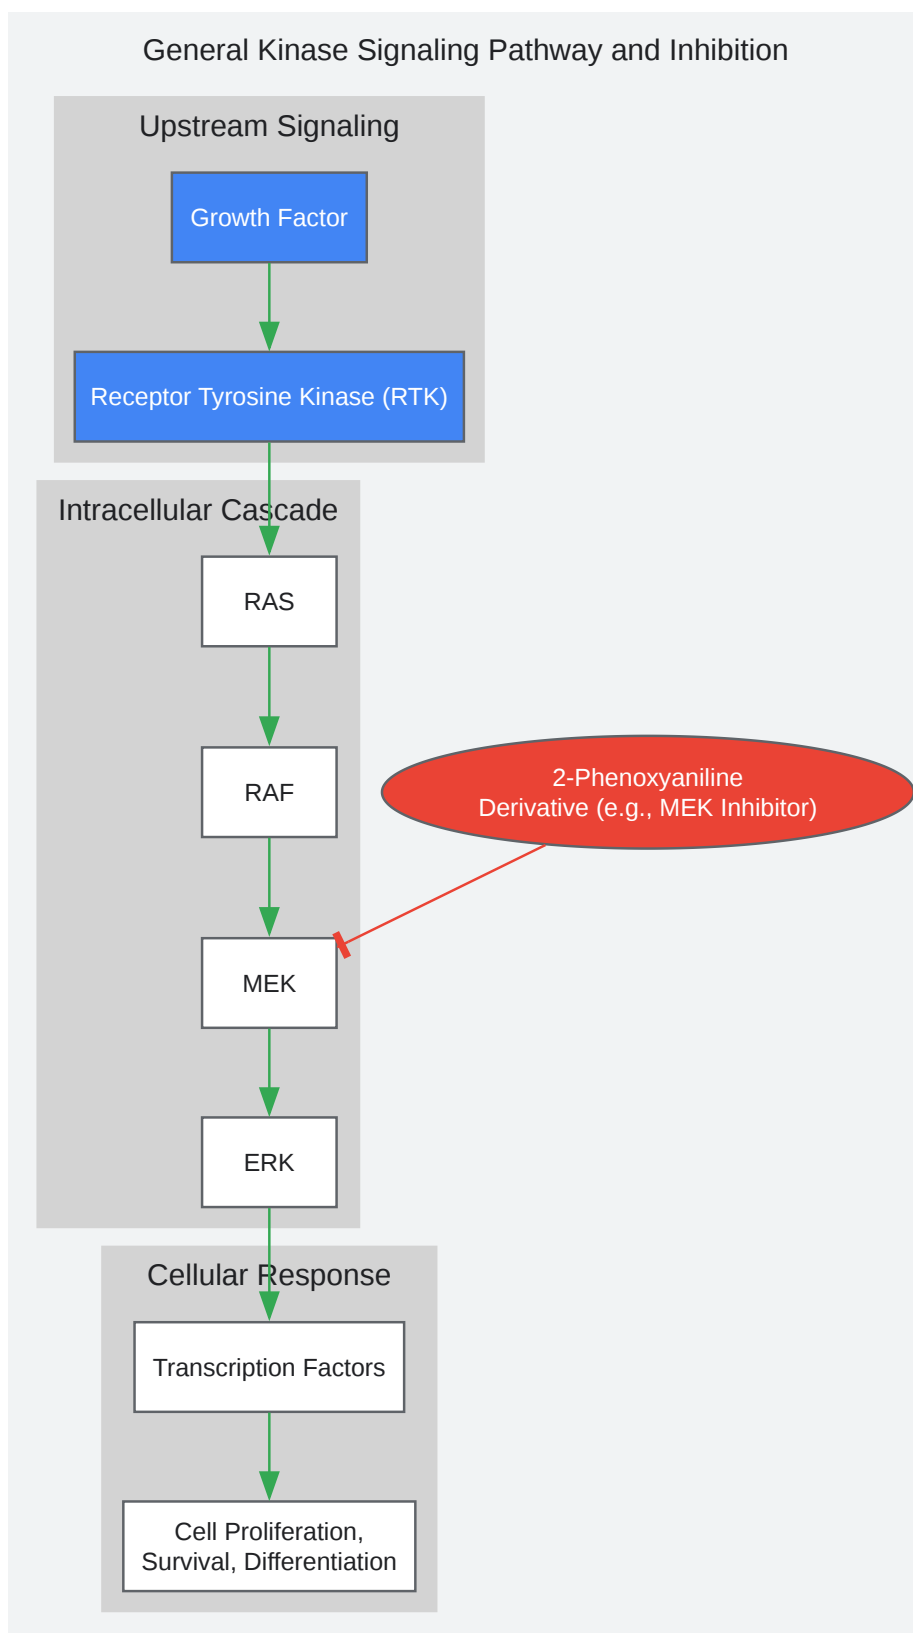 General Kinase Signaling Pathway and Inhibition
Upstream Signaling
Growth Factor
Receptor Tyrosine Kinase (RTK)
Intracellular Cascade
RAS
RAF
2-Phenoxyaniline
Derivative (e.g., MEK Inhibitor)
MEK
ERK
Cellular Response
Transcription Factors
Cell Proliferation,
Survival, Differentiation